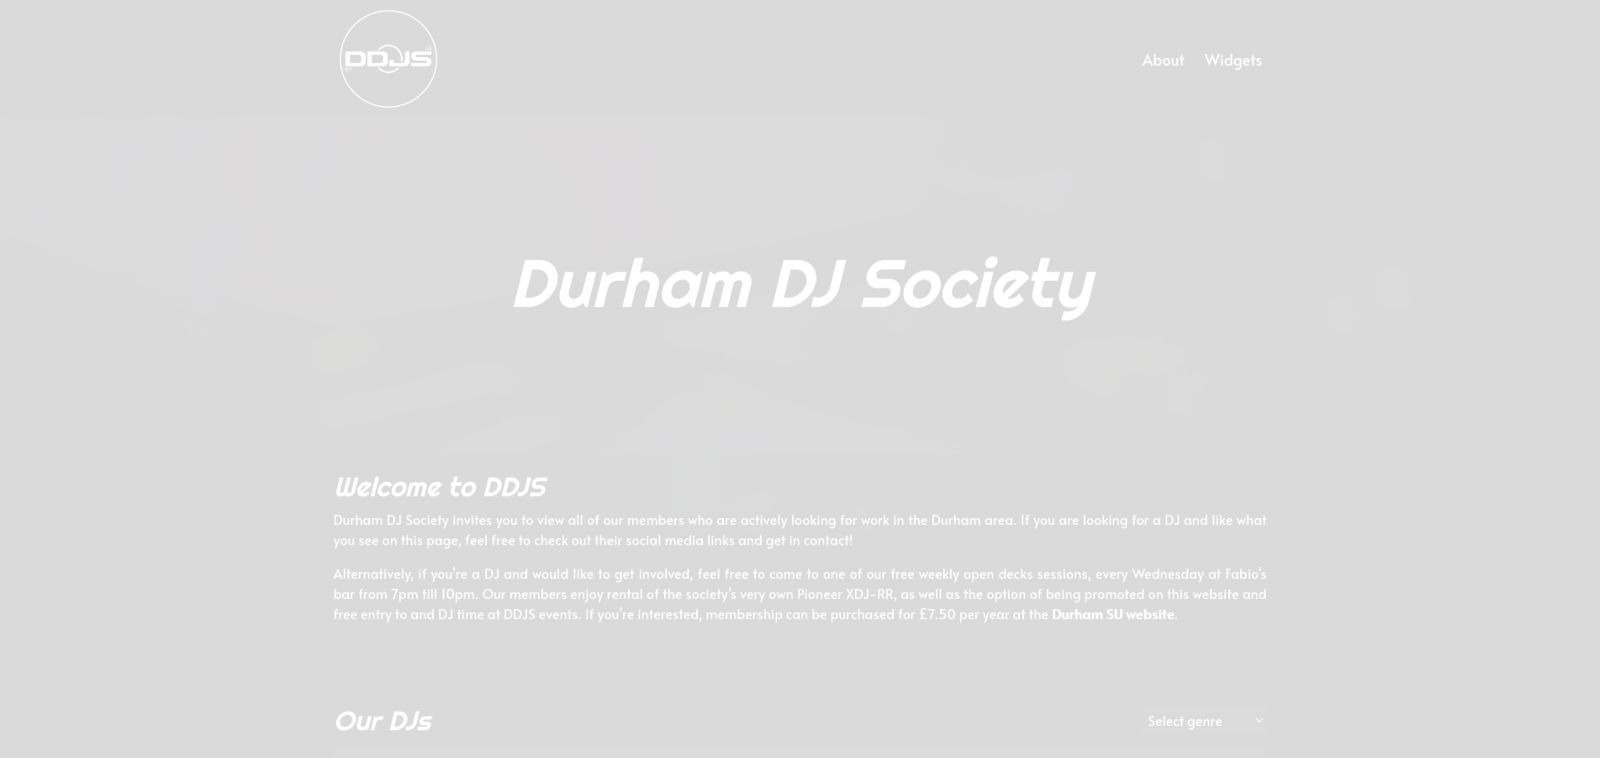 DDJS
About Widgets
Durham DJ Society
Welcome to DDJS
Durham DJ Society invites you to view all of our members who are actively looking for work in the Durham area. If you are looking for a DJ and like what
you see on this page, feel free to check out their social media links and get in contact!
Alternatively, if you're a DJ and would like to get involved, feel free to come to one of our free weekly open decks sessions, every Wednesday at Fabio's
bar from 7pm till 10pm. Our members enjoy rental of the society's very own Pioneer XDJ-RR, as well as the option of being promoted on this website and
free entry to and DJ time at DDJS events. If you're interested, membership can be purchased for £7.50 per year at the Durham SU website.
Our DJs
Select genre